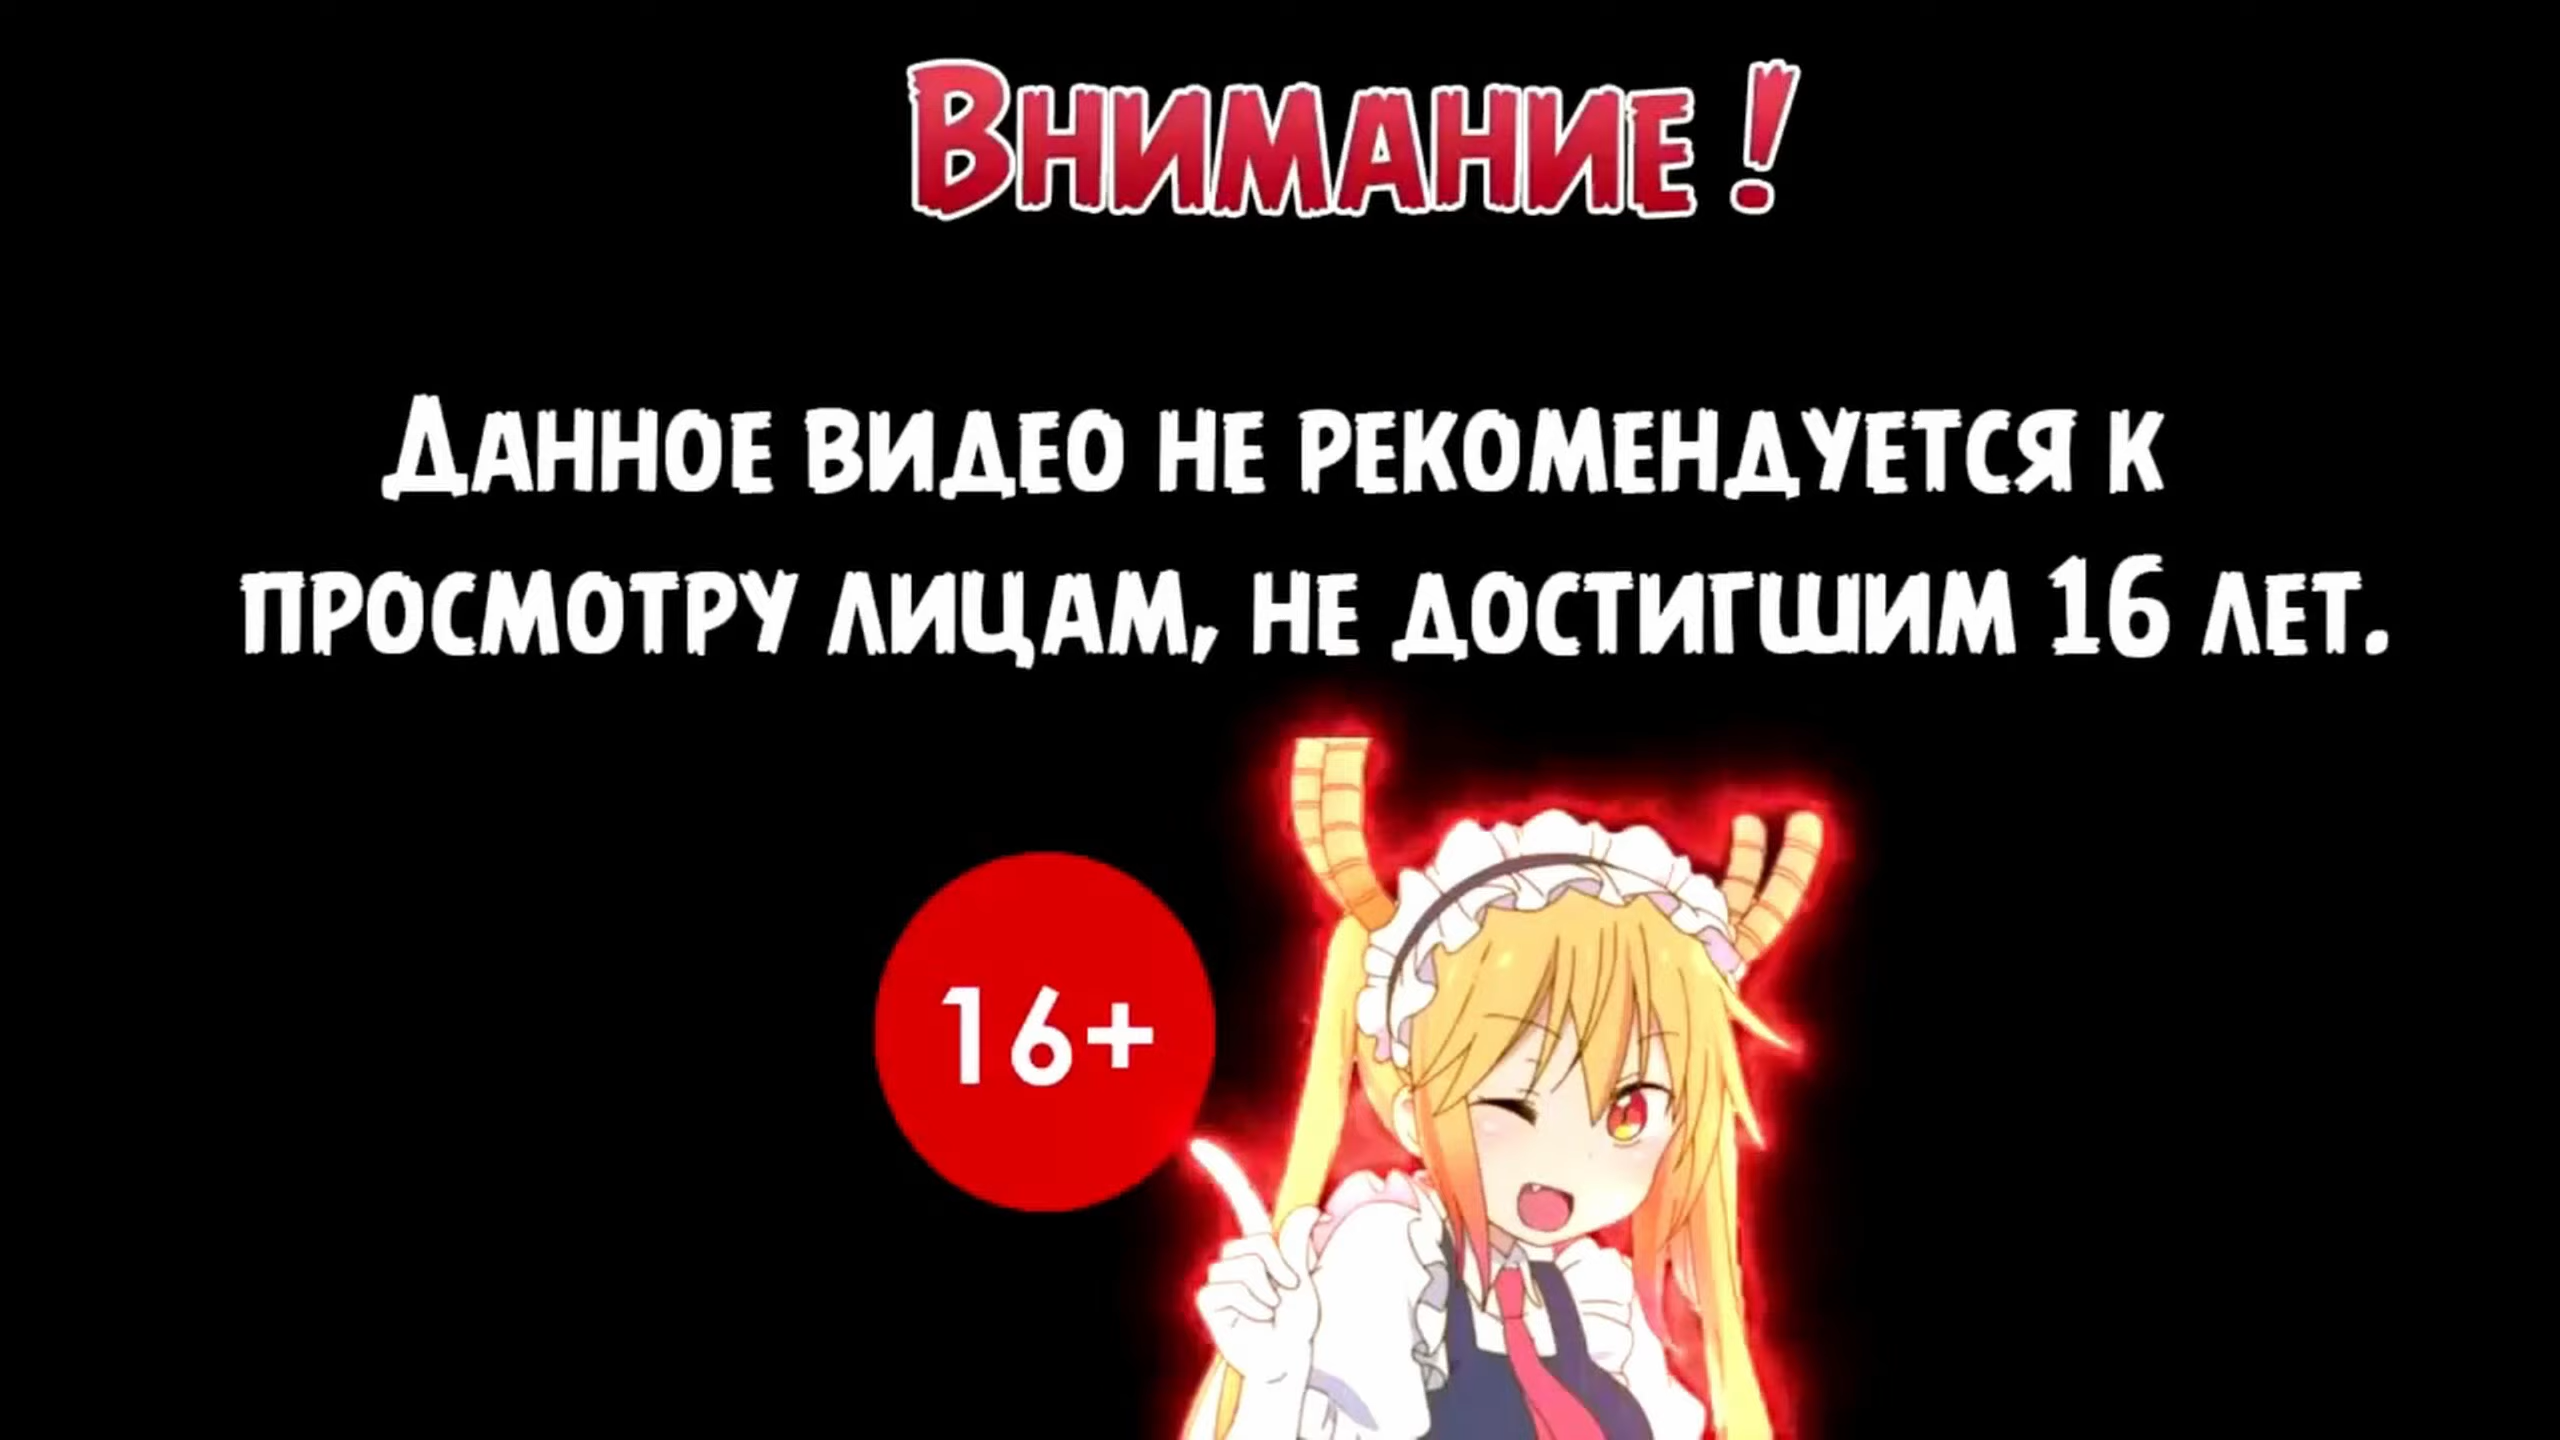 Внимание !
Данное видео не рекомендуется к
просмотру лицам, не достигшим 16 лет.
16+